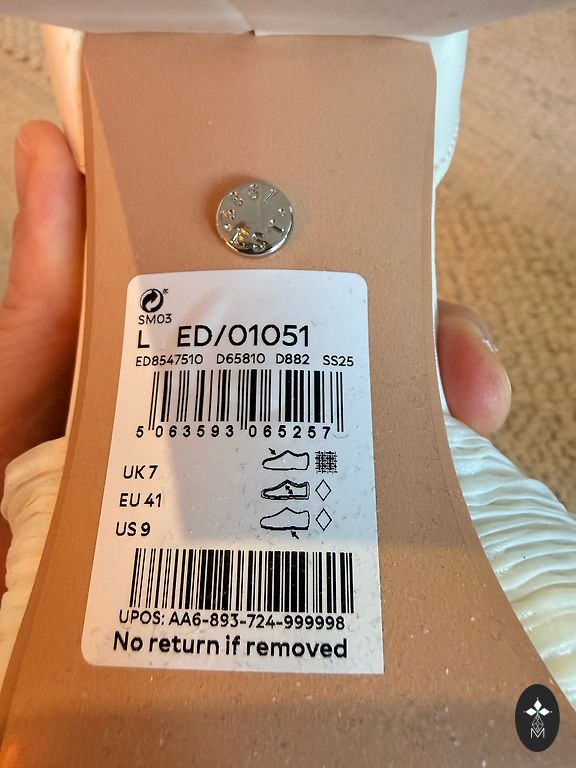 SM03
L ED/01051
ED8547510 D65810 D882 SS25
5 063593 065257
UK 7
EU 41
US 9
UPOS: AA6-893-724-999998
No return if removed
M